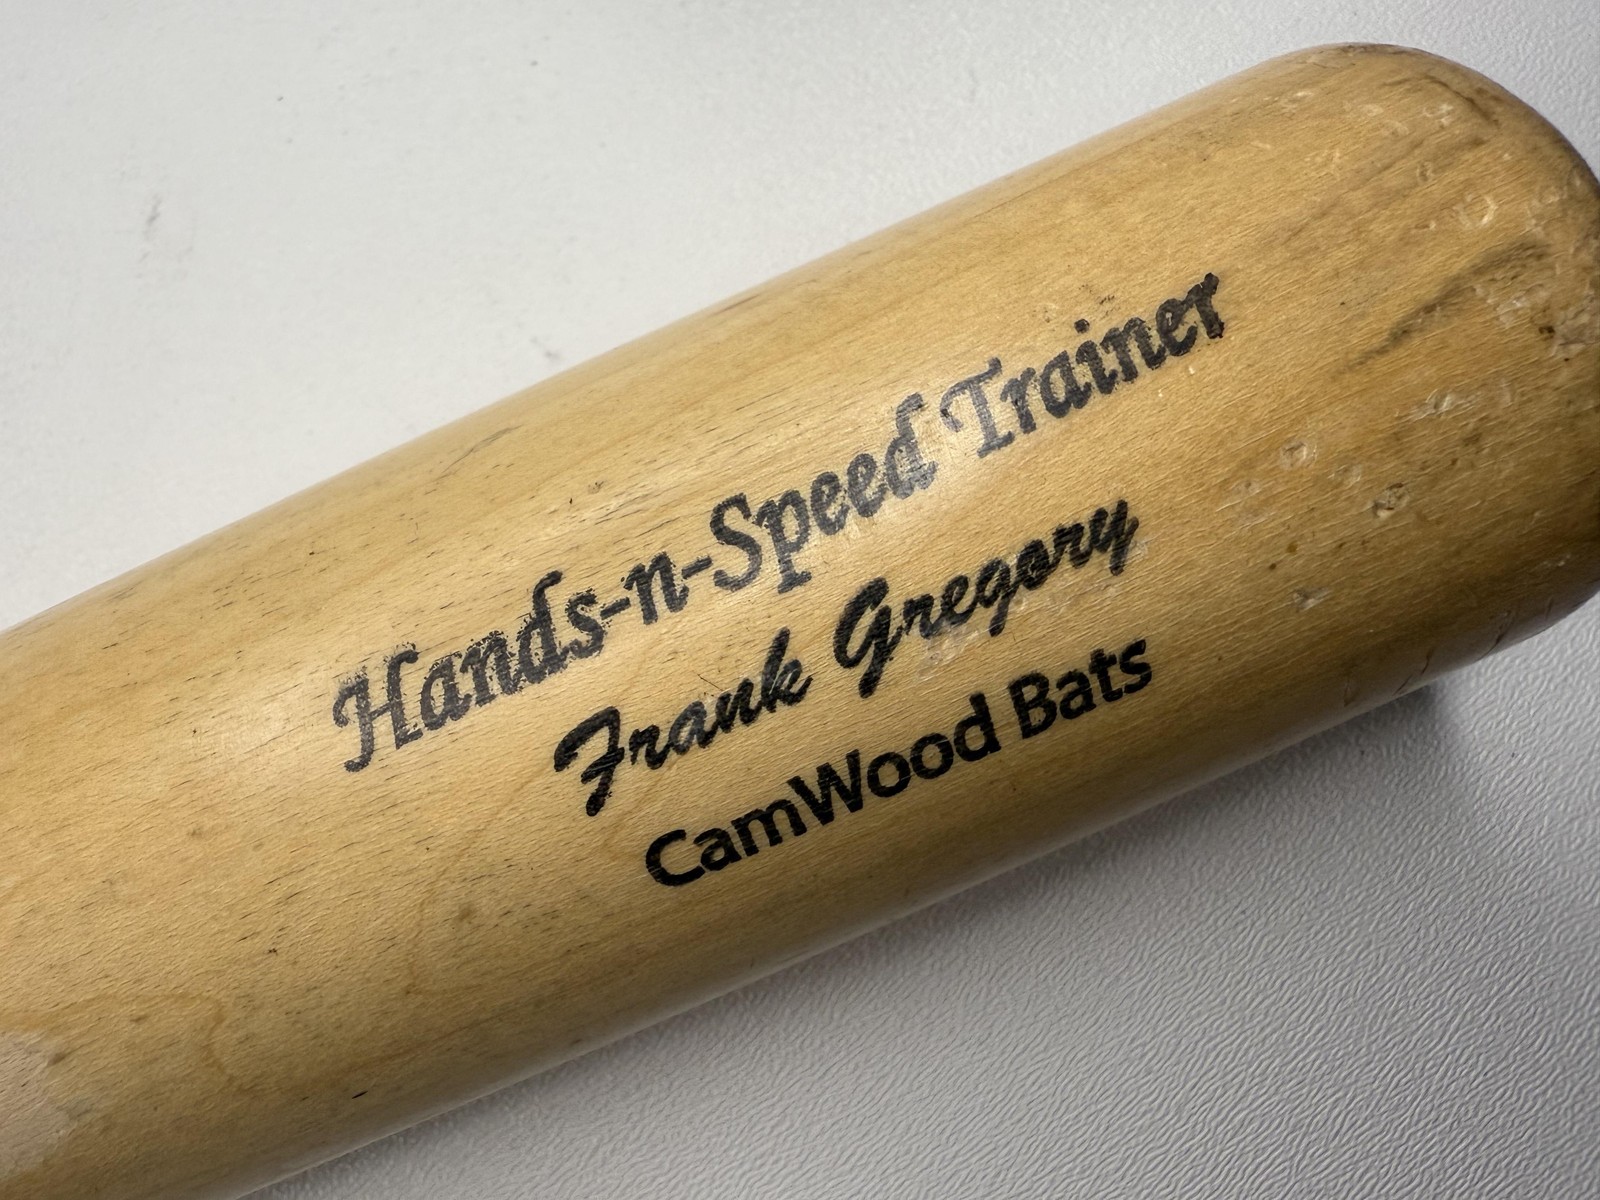 Hands-n-Speed Trainer
Frank Gregory
CamWood Bats